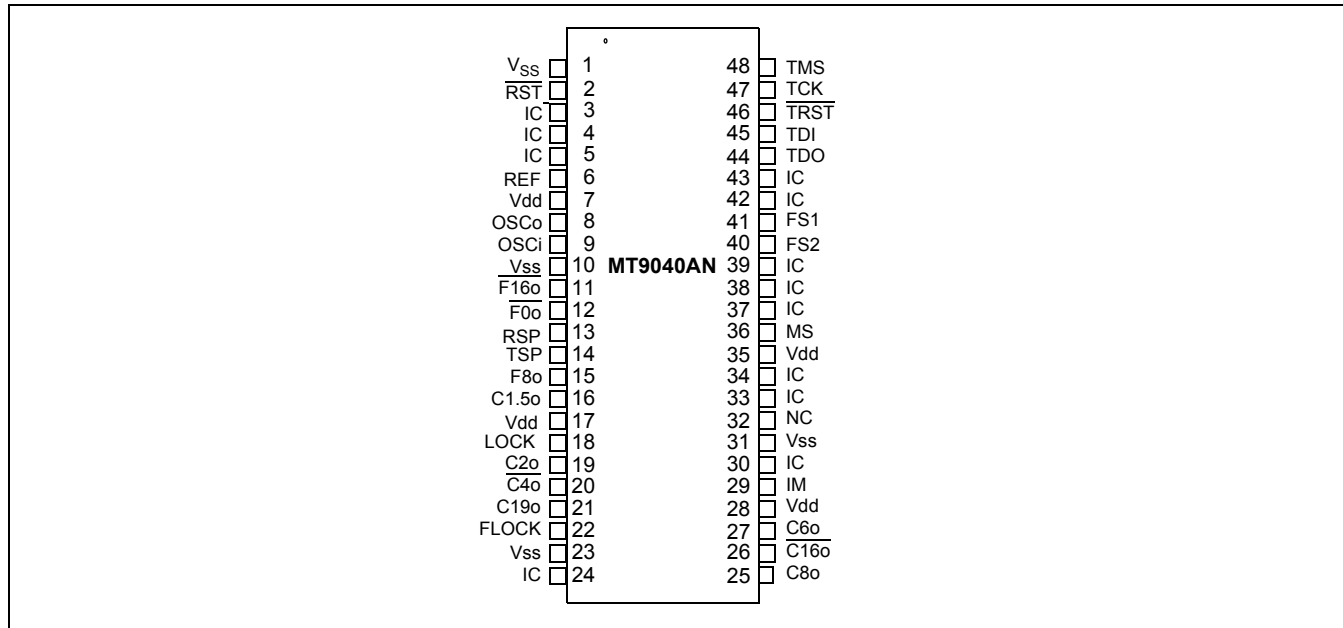 V_SS 1 48 TMS
RST 2 47 TCK
IC 3 46 TRST
IC 4 45 TDI
IC 5 44 TDO
REF 6 43 IC
Vdd 7 42 IC
OSCo 8 41 FS1
OSCi 9 40 FS2
Vss 10 MT9040AN 39 IC
F16o 11 38 IC
F0o 12 37 IC
RSP 13 36 MS
TSP 14 35 Vdd
F8o 15 34 IC
C1.5o 16 33 IC
Vdd 17 32 NC
LOCK 18 31 Vss
C2o 19 30 IC
C4o 20 29 IM
C19o 21 28 Vdd
FLOCK 22 27 C6o
Vss 23 26 C16o
IC 24 25 C8o